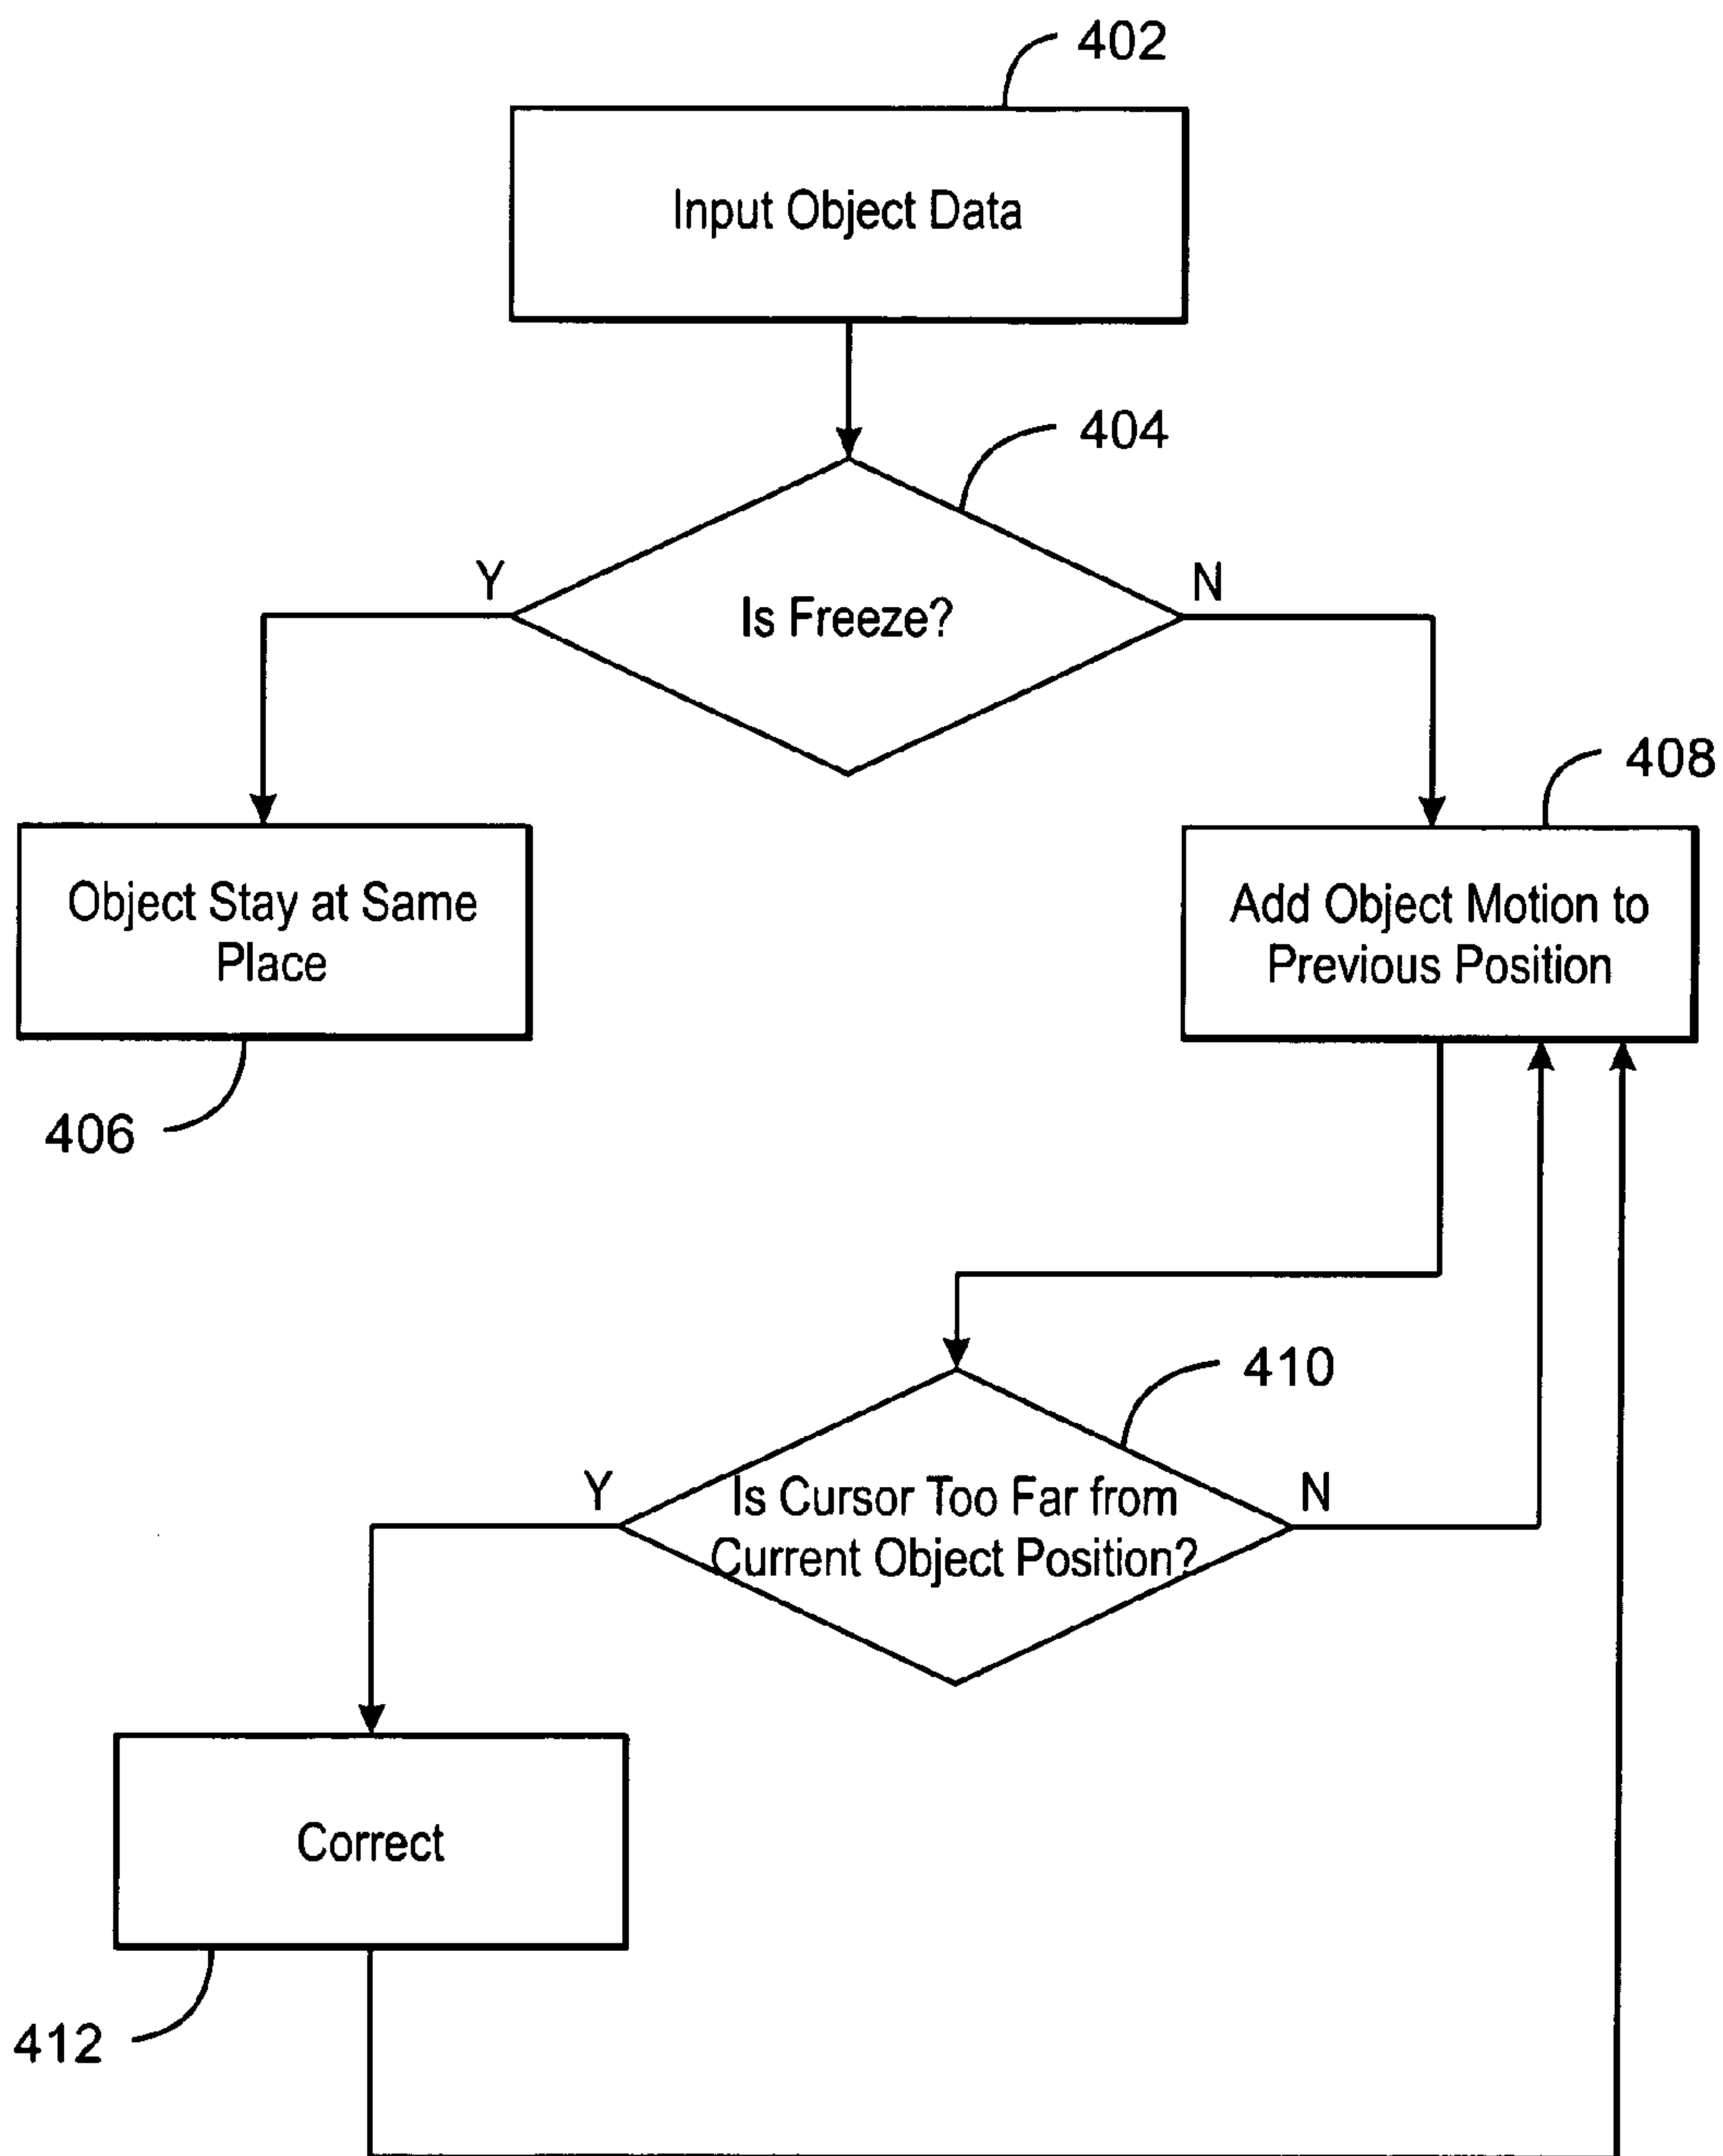 402
Input Object Data
404
Y
N
Is Freeze?
408
Object Stay at Same
Place
Add Object Motion to
Previous Position
406
410
Y
Is Cursor Too Far from
Current Object Position?
N
Correct
412